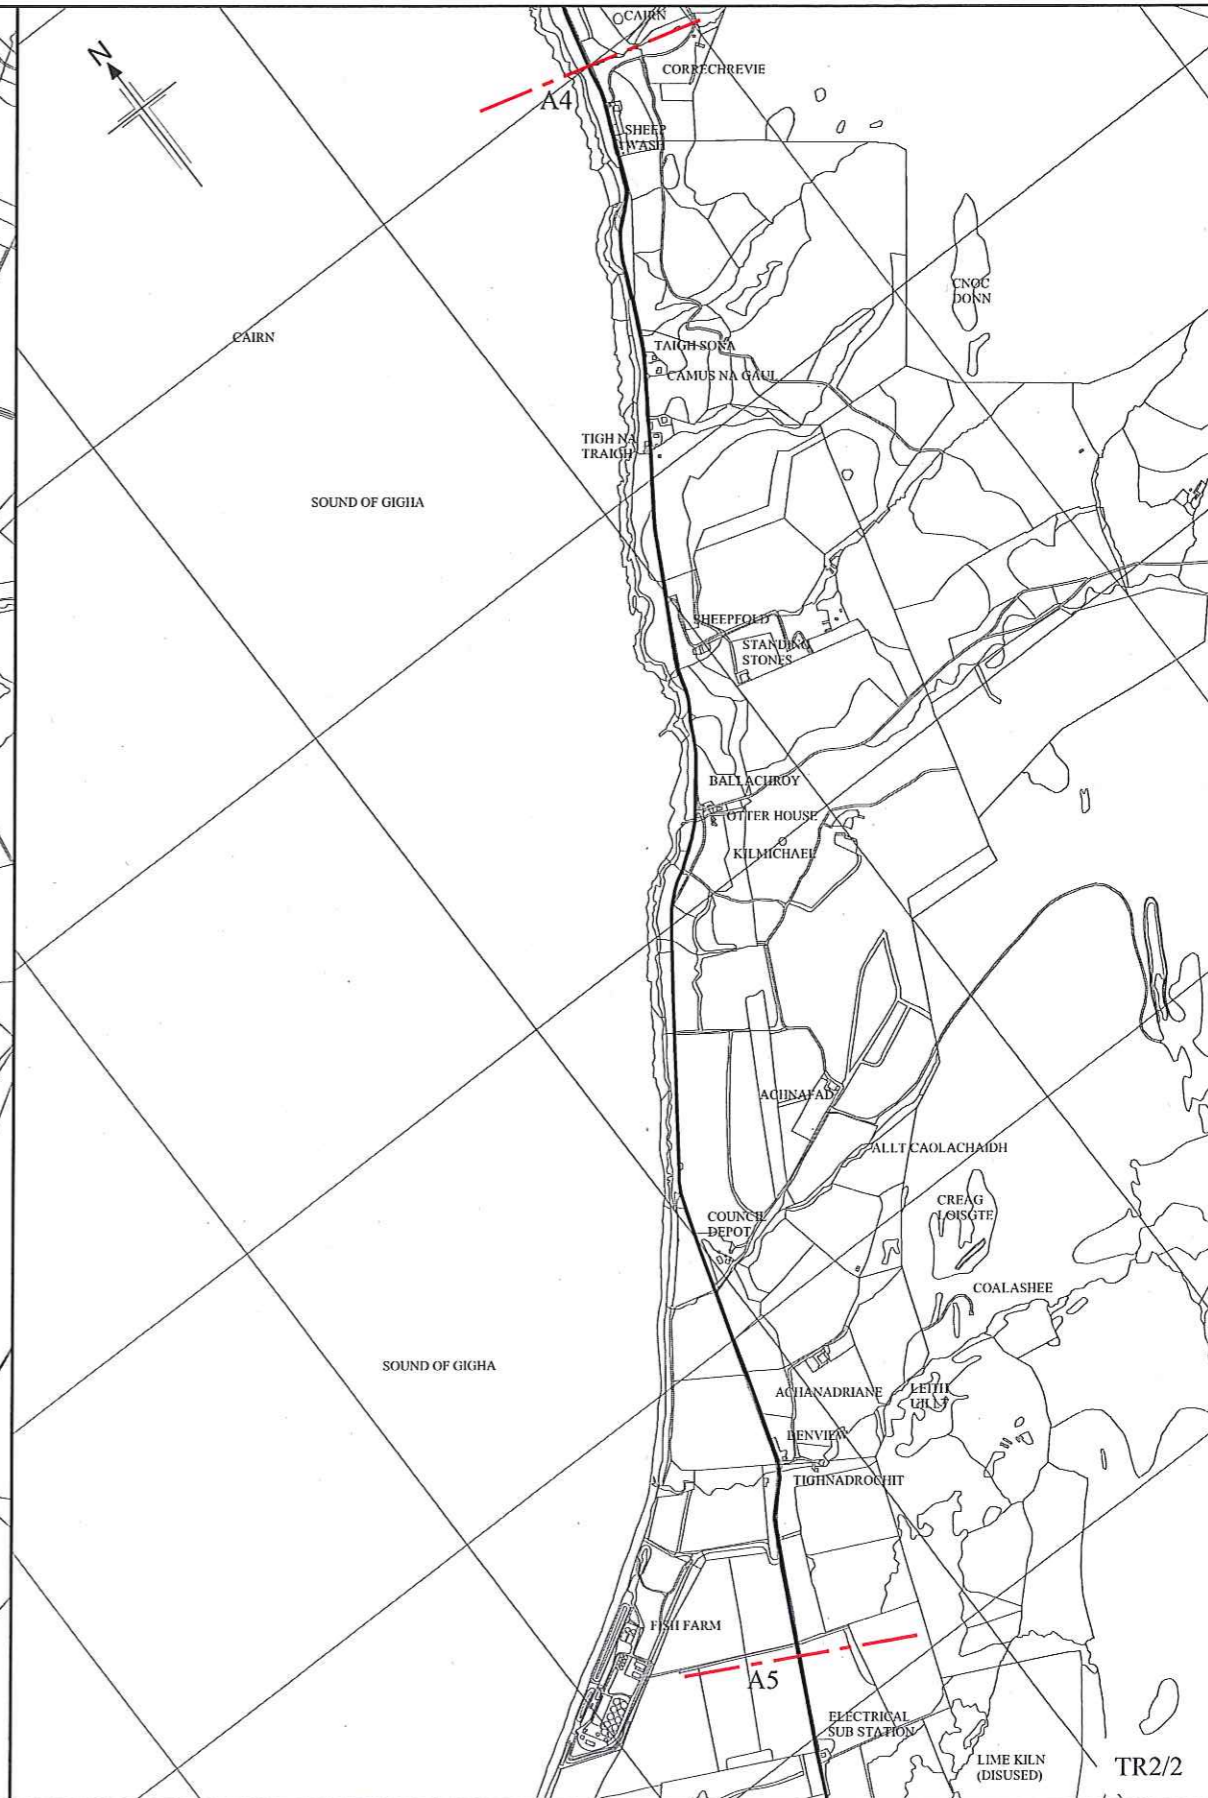 CAIRN
N
CORRECHREVIE
A4
SHEEP
WASH
CNOC
DONN
CAIRN
TAIGH SONA
CAMUS NA GAUL
TIGH NA
TRAIGH
SOUND OF GIGHA
SHEEPFOLD
STANDING
STONES
BALLACHROY
OTTER HOUSE
KILMICHAEL
ACHNAFAD
ALLT CAOLACHAIDH
CREAG
LOISGTE
COUNCIL
DEPOT
COALASHEE
SOUND OF GIGHA
ACHANADRIANE
LEITH
UILLT
BENVIEW
TIGHNADROCHIT
FISH FARM
A5
ELECTRICAL
SUB STATION
LIME KILN
(DISUSED)
TR2/2